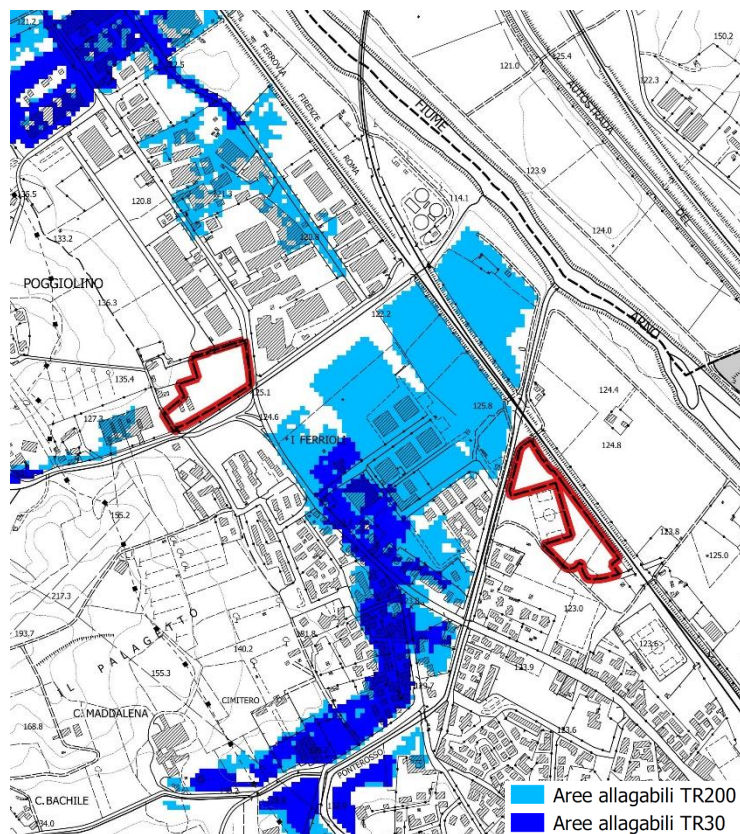 121.2
125.4
150.2
121.0
122.3
FERROVIA
FIRENZE
ROMA
FIUME
AUTOSTRADA
DEL
123.9
114.1
124.0
120.8
133.2
POGGIOLINO
122.2
ARNO
135.4
125.1
124.4
127.3
124.6
125.8
I FERRIOLI
124.8
155.2
123.8
125.0
217.3
123.0
193.7
IL PALAGETTO
140.2
123.6
155.3
CIMITERO
C. MADDALENA
168.8
PONTEROSSO
C. BACHILE
Aree allagabili TR200
Aree allagabili TR30